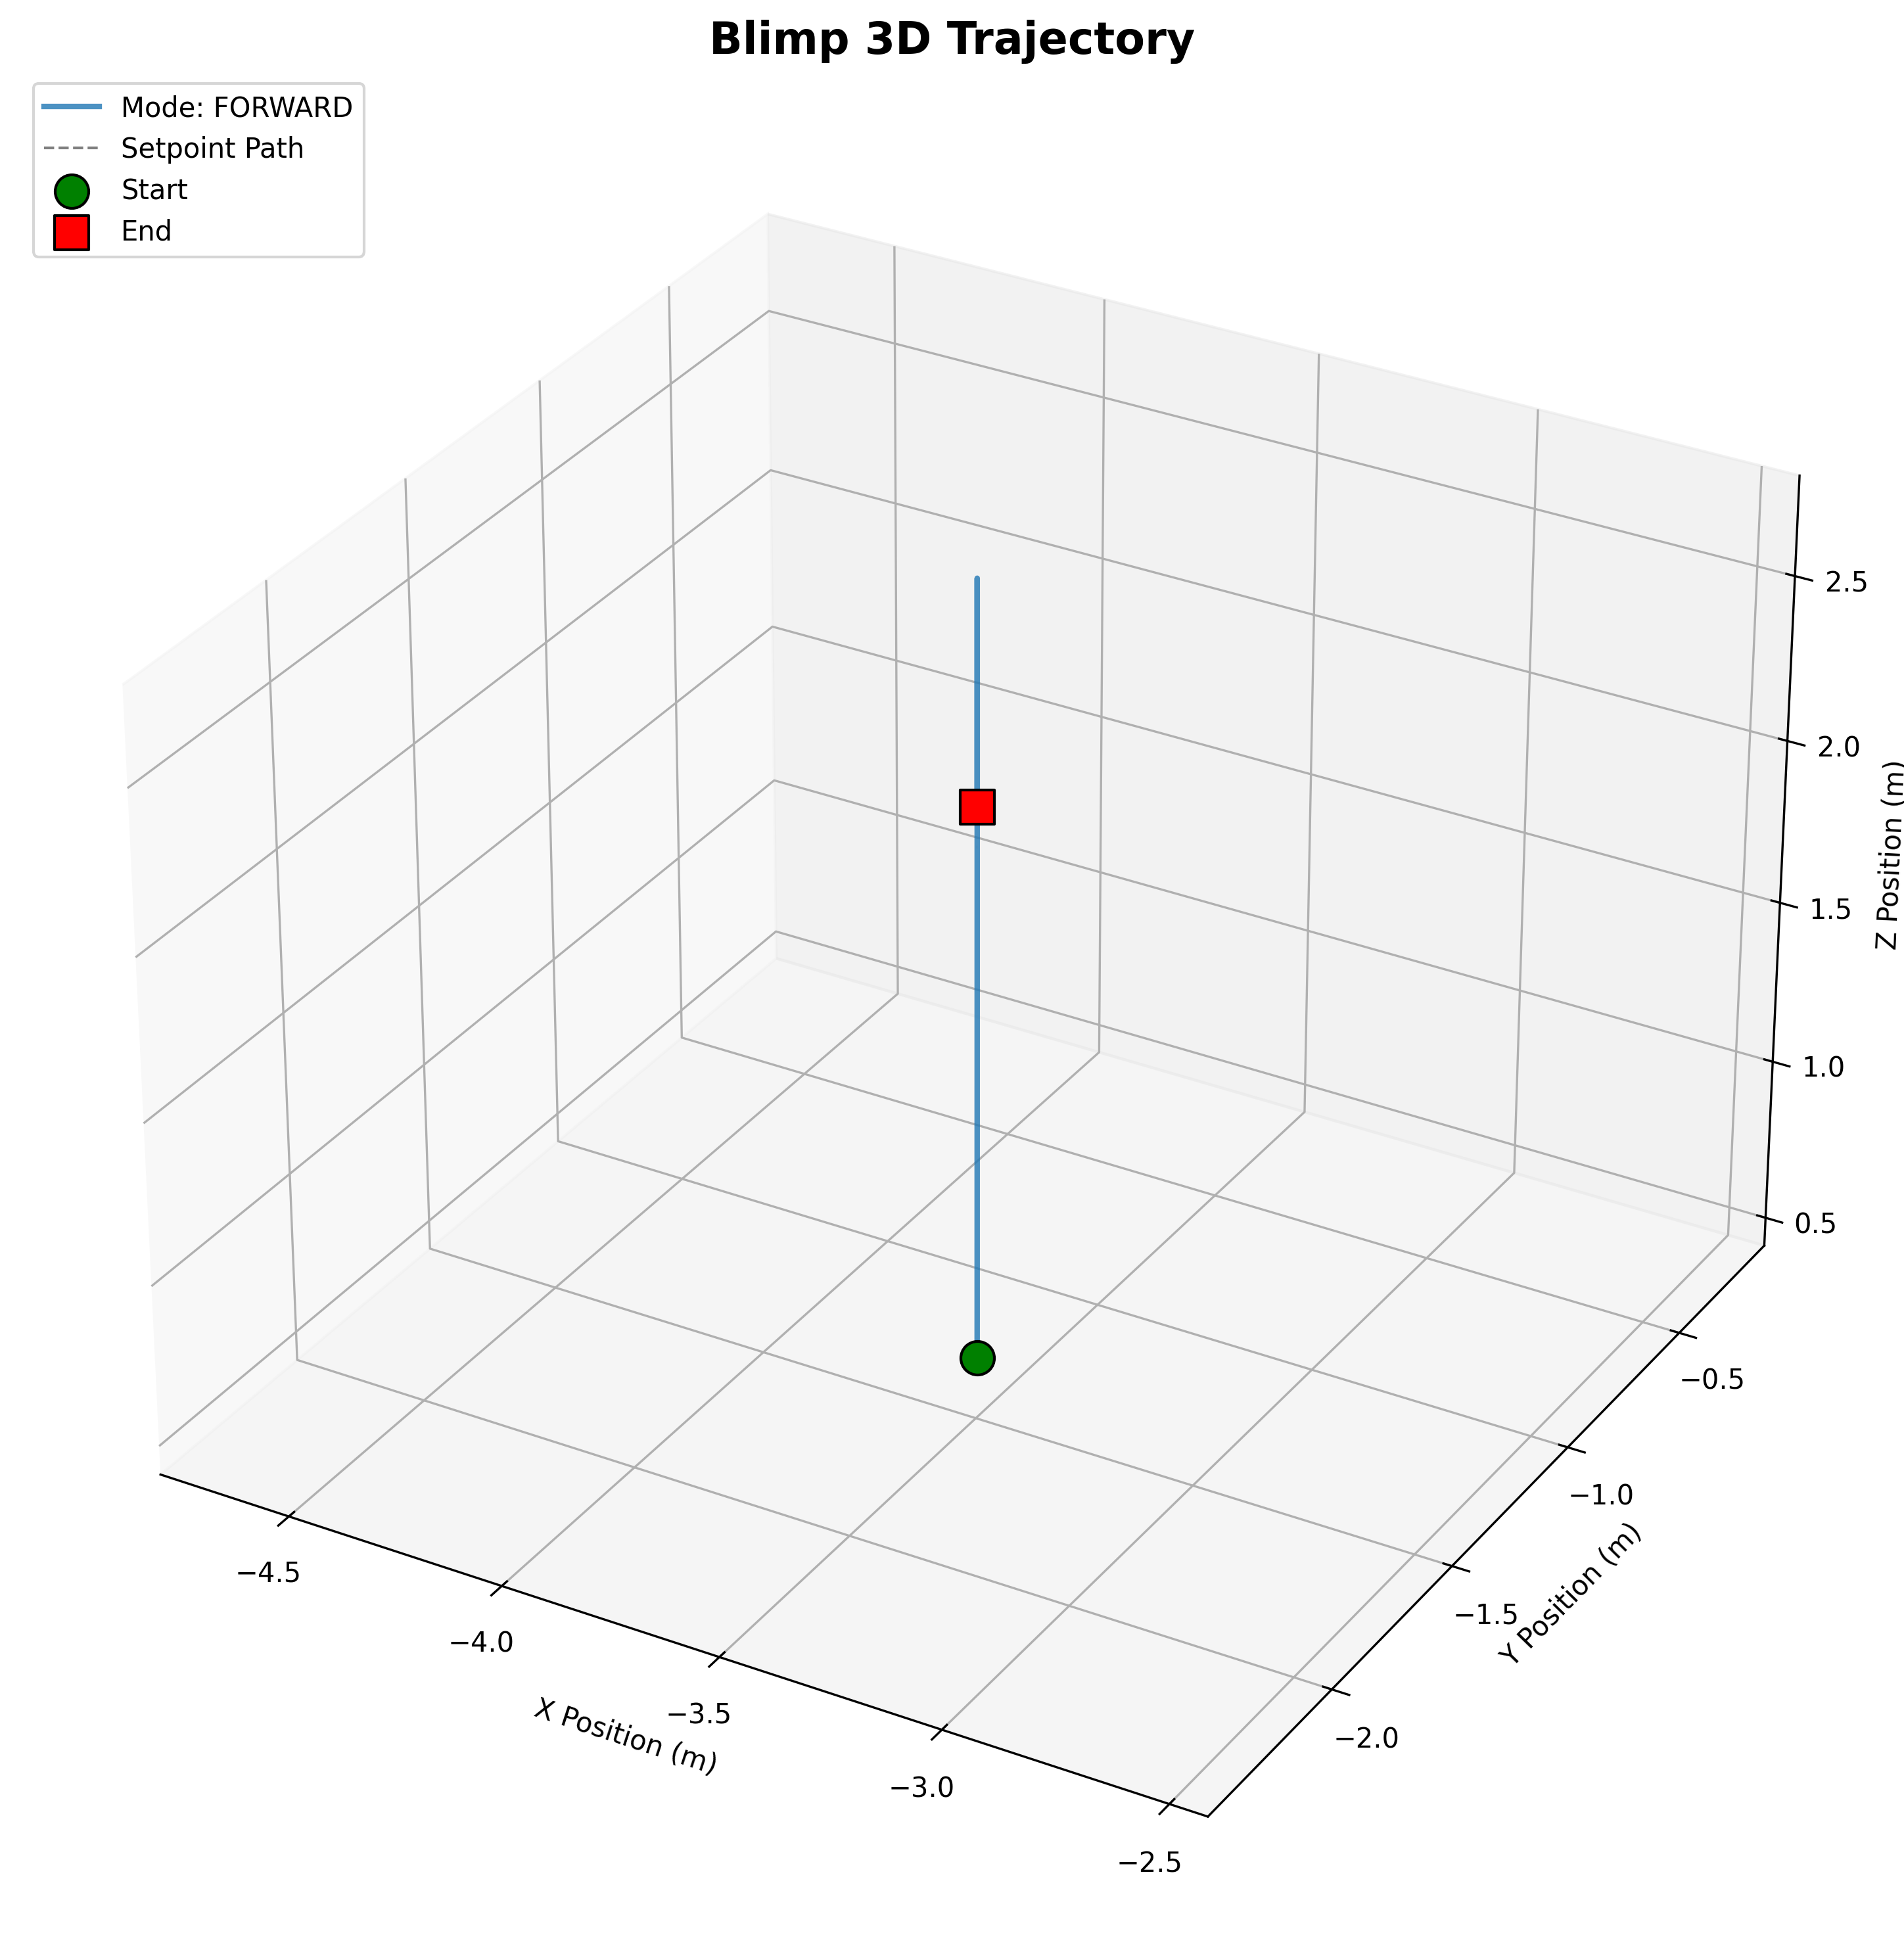 Blimp 3D Trajectory
Mode: FORWARD
Setpoint Path
Start
End
2.5
2.0
1.5
1.0
0.5
Z Position (m)
−0.5
−1.0
−1.5
−2.0
Y Position (m)
−4.5
−4.0
−3.5
−3.0
−2.5
X Position (m)